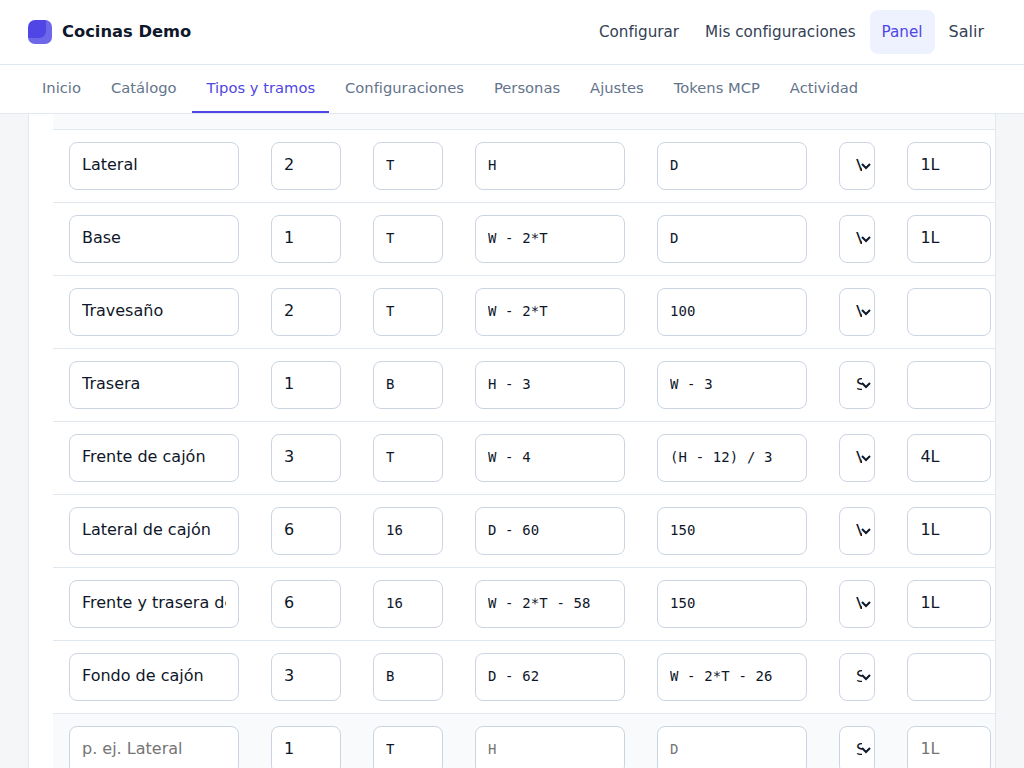 Cocinas Demo Configurar Mis configuraciones Panel Salir
Inicio Catálogo Tipos y tramos Configuraciones Personas Ajustes Tokens MCP Actividad
Lateral 2 T H D 1L
Base 1 T W - 2*T D 1L
Travesaño 2 T W - 2*T 100
Trasera 1 B H - 3 W - 3
Frente de cajón 3 T W - 4 (H - 12) / 3 4L
Lateral de cajón 6 16 D - 60 150 1L
Frente y trasera 6 16 W - 2*T - 58 150 1L
Fondo de cajón 3 B D - 62 W - 2*T - 26
p. ej. Lateral 1 T H D 1L